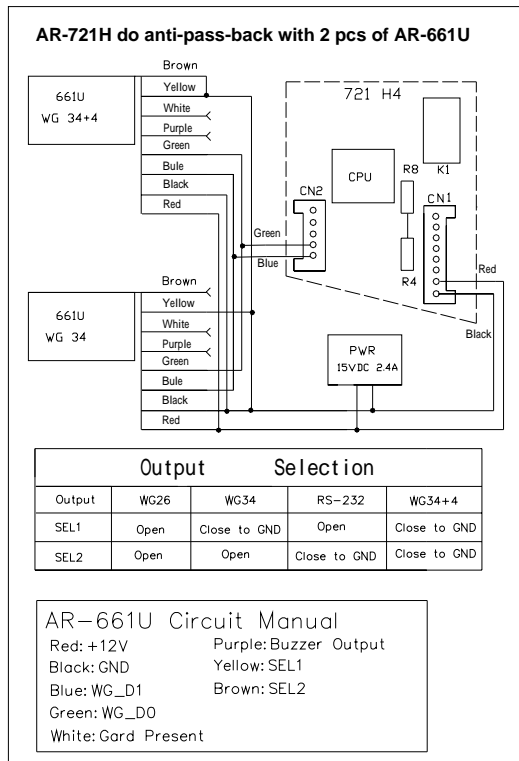 AR-721H do anti-pass-back with 2 pcs of AR-661U
Brown
Yellow
White
Purple
Green
Bule
Black
Red
661U
WG 34+4
721 H4
CPU
R8
K1
CN2
CN1
R4
Green
Blue
Red
Black
Brown
Yellow
White
Purple
Green
Bule
Black
Red
661U
WG 34
PWR
15VDC 2.4A
Output Selection
Output WG26 WG34 RS-232 WG34+4
SEL1 Open Close to GND Open Close to GND
SEL2 Open Open Close to GND Close to GND
AR-661U Circuit Manual
Red: +12V Purple: Buzzer Output
Black: GND Yellow: SEL1
Blue: WG_D1 Brown: SEL2
Green: WG_D0
White: Gard Present